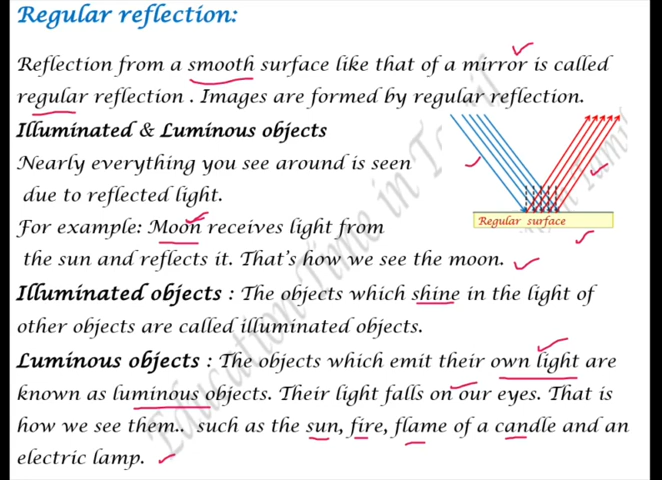 Regular reflection:
Reflection from a smooth surface like that of a mirror is called
regular reflection . Images are formed by regular reflection.
Illuminated & Luminous objects
Nearly everything you see around is seen
due to reflected light.
For example: Moon receives light from
the sun and reflects it. That's how we see the moon.
Regular surface
Illuminated objects : The objects which shine in the light of
other objects are called illuminated objects.
Luminous objects : The objects which emit their own light are
known as luminous objects. Their light falls on our eyes. That is
how we see them.. such as the sun, fire, flame of a candle and an
electric lamp.
Education Time in Tamil